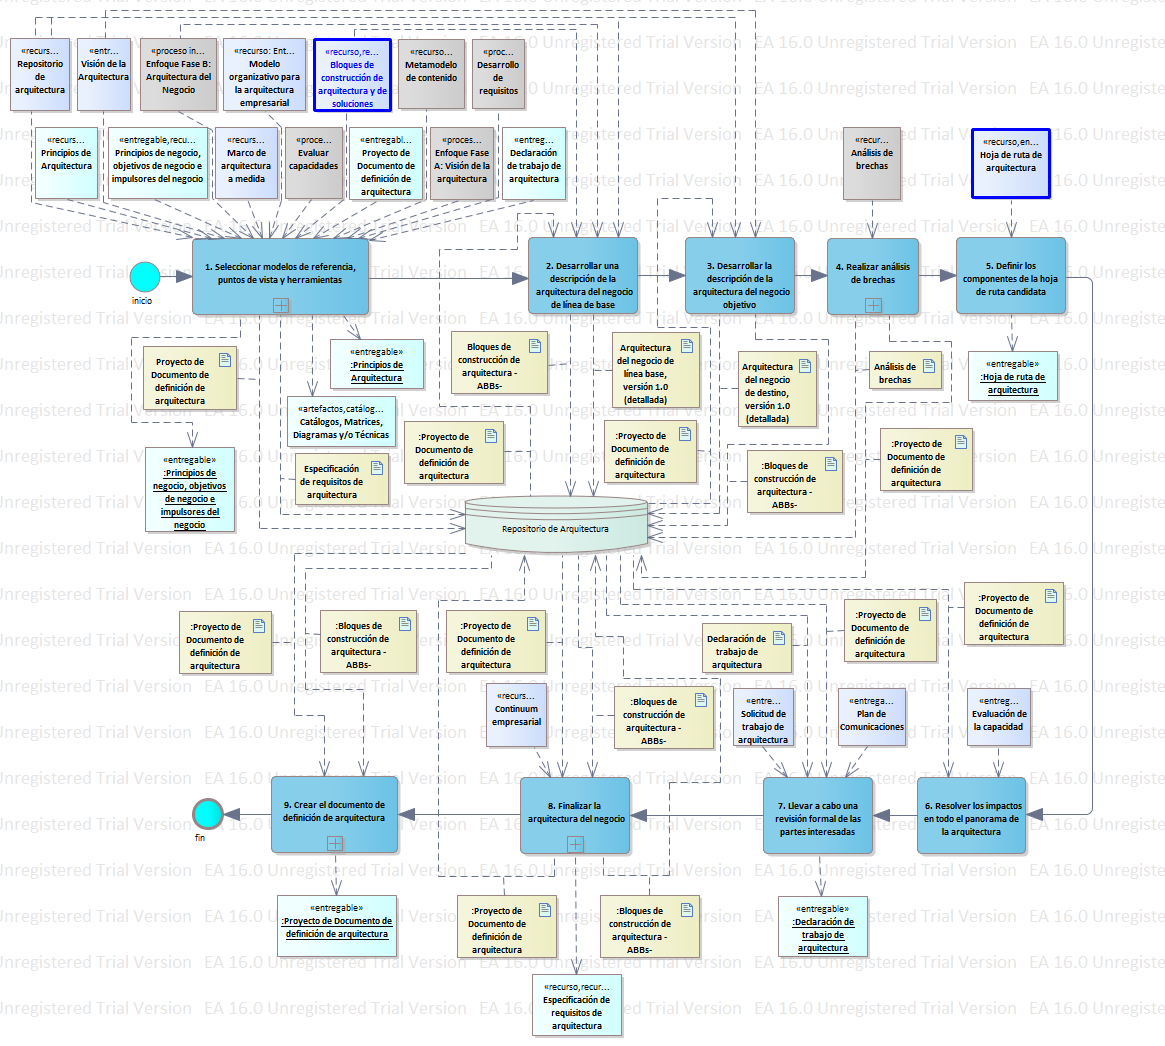 «recurs...
Repositorio
de
arquitectura
«entr...
Visión de la
Arquitectura
«proceso in...
Enfoque Fase B:
Arquitectura del
Negocio
«recurso: Ent...
Modelo
organizativo para
la arquitectura
empresarial
«recurso,re...
Bloques de
construcción de
arquitectura y de
soluciones
«recurso...
Metamodelo
de contenido
«proc...
Desarrollo
de
requisitos
«recurs...
Principios de
Arquitectura
«entregable,recu...
Principios de negocio,
objetivos de negocio e
impulsores del negocio
«recurs...
Marco de
arquitectura
a medida
«proce...
Evaluar
capacidades
«entregabl...
Proyecto de
Documento de
definición de
arquitectura
«proces...
Enfoque Fase
A: Visión de la
arquitectura
«entreg...
Declaración
de trabajo de
arquitectura
«recur...
Análisis de
brechas
«recurso,en...
Hoja de ruta de
arquitectura
inicio
1. Seleccionar modelos de referencia,
puntos de vista y herramientas
2. Desarrollar una
descripción de la
arquitectura del negocio
de línea de base
3. Desarrollar la
descripción de la
arquitectura del negocio
objetivo
4. Realizar análisis
de brechas
5. Definir los
componentes de la hoja
de ruta candidata
Proyecto de
Documento de
definición de
arquitectura
«entregable»
:Principios de
Arquitectura
Bloques de
construcción de
arquitectura -
ABBs-
Arquitectura
del negocio de
línea base,
versión 1.0
(detallada)
Arquitectura
del negocio
de destino,
versión 1.0
(detallada)
Análisis de
brechas
«entregable»
:Hoja de ruta de
arquitectura
«artefactos,catálog...
Catálogos, Matrices,
Diagramas y/o Técnicas
«entregable»
:Principios de
negocio, objetivos
de negocio e
impulsores del
negocio
Especificación
de requisitos de
arquitectura
:Proyecto de
Documento de
definición de
arquitectura
:Proyecto de
Documento de
definición de
arquitectura
:Bloques de
construcción de
arquitectura -
ABBs-
:Proyecto de
Documento de
definición de
arquitectura
Repositorio de Arquitectura
:Proyecto de
Documento de
definición de
arquitectura
:Bloques de
construcción de
arquitectura -
ABBs-
:Proyecto de
Documento de
definición de
arquitectura
Declaración de
trabajo de
arquitectura
:Proyecto de
Documento de
definición de
arquitectura
:Proyecto de
Documento de
definición de
arquitectura
«recurs...
Continuum
empresarial
:Bloques de
construcción de
arquitectura -
ABBs-
«entre...
Solicitud de
trabajo de
arquitectura
«entrega...
Plan de
Comunicaciones
«entreg...
Evaluación de
la capacidad
fin
9. Crear el documento de
definición de arquitectura
8. Finalizar la
arquitectura del negocio
7. Llevar a cabo una
revisión formal de las
partes interesadas
6. Resolver los impactos
en todo el panorama de
la arquitectura
«entregable»
:Proyecto de Documento de
definición de arquitectura
:Proyecto de
Documento de
definición de
arquitectura
:Bloques de
construcción de
arquitectura -
ABBs-
«entregable»
:Declaración de
trabajo de
arquitectura
«recurso,recur...
Especificación de
requisitos de
arquitectura
EA 16.0 Unregistered Trial Version